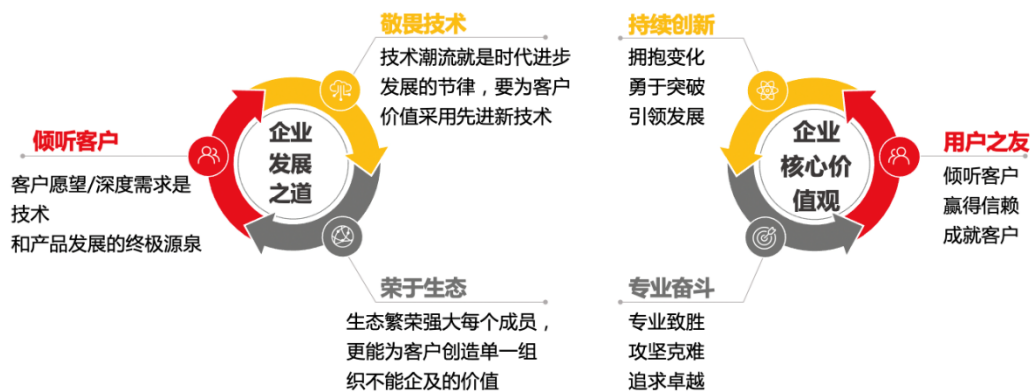 敬畏技术
技术潮流就是时代进步
发展的节律，要为客户
价值采用先进新技术
倾听客户
客户愿望/深度需求是
技术
和产品发展的终极源泉
企业
发展
之道
荣于生态
生态繁荣强大每个成员，
更能为客户创造单一组
织不能企及的价值
持续创新
拥抱变化
勇于突破
引领发展
企业
核心价
值观
用户之友
倾听客户
赢得信赖
成就客户
专业奋斗
专业致胜
攻坚克难
追求卓越